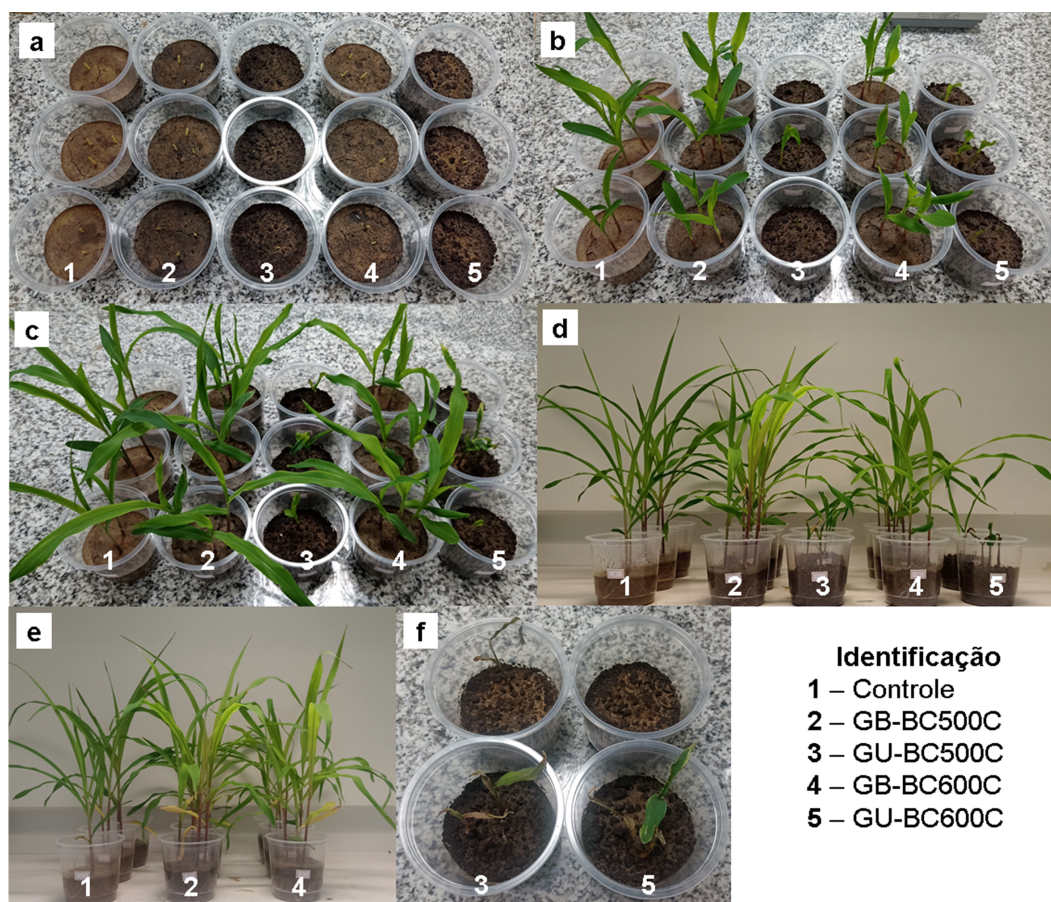 a
1 2 3 4 5
b
1 2 3 4 5
c
1 2 3 4 5
d
1 2 3 4 5
e
1 2 4
f
3 5
Identificação
1 – Controle
2 – GB-BC500C
3 – GU-BC500C
4 – GB-BC600C
5 – GU-BC600C